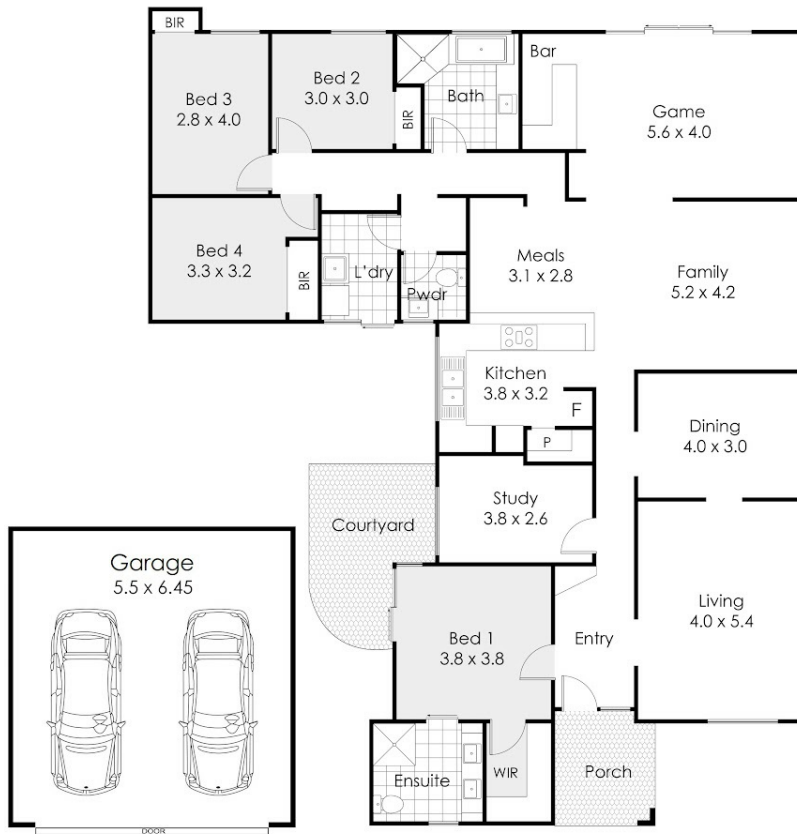 BIR
Bed 3
2.8 x 4.0
Bed 2
3.0 x 3.0
BIR
Bath
Bar
Game
5.6 x 4.0
Bed 4
3.3 x 3.2
BIR
L'dry
Pwdr
Meals
3.1 x 2.8
Family
5.2 x 4.2
Kitchen
3.8 x 3.2
F
P
Dining
4.0 x 3.0
Study
3.8 x 2.6
Courtyard
Garage
5.5 x 6.45
Living
4.0 x 5.4
Bed 1
3.8 x 3.8
Entry
Ensuite
WIR
Porch
DOOR